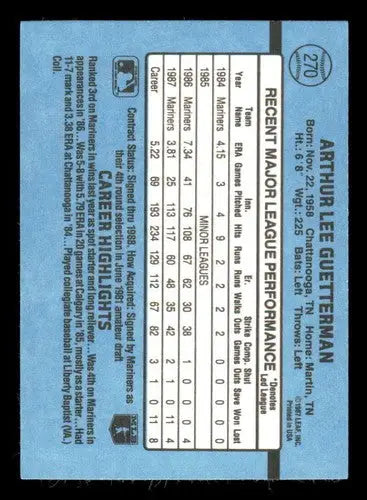 270
ARTHUR LEE GUETTERMAN
Born: Nov. 22, 1958 Chattanooga, TN Home: Martin, TN
Ht.: 6' 8" Wgt.: 225 Bats: Left Throws: Left
©1987 LEAF, INC.
Printed in USA
RECENT MAJOR LEAGUE PERFORMANCE *Denotes
Led League
Team Inn. Er. Strike Comp. Shut
Year Name ERA Games Pitched Hits Runs Runs Walks Outs Games Outs Save Won Lost
1984 Mariners 4.15 3 4 9 2 2 2 2 0 0 0 0 0
1985 MINOR LEAGUES
1986 Mariners 7.34 41 76 108 67 62 30 38 1 0 0 0 4
1987 Mariners 3.81 25 113 117 60 48 35 42 2 1 0 11 4
Career 5.22 69 193 234 129 112 67 82 3 1 0 11 8
Contract Status: Signed thru 1988. How Acquired: Signed by Mariners as
their 4th round selection in June 1981 amateur draft
CAREER HIGHLIGHTS
Ranked 3rd on Mariners in wins last year as spot starter and long reliever... Was 4th on Mariners in
appearances in '86... Was 5-8 with 5.79 ERA in 20 games at Calgary in '85, mostly as a starter... Had
11-7 mark and 3.38 ERA at Chattanooga in '84... Played collegiate baseball at Liberty Baptist (VA.)
Coll.